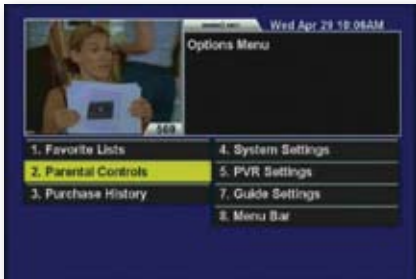 Wed Apr 29 10:06AM
Options Menu
569
1. Favorite Lists
2. Parental Controls
3. Purchase History
4. System Settings
5. PVR Settings
7. Guide Settings
8. Menu Bar